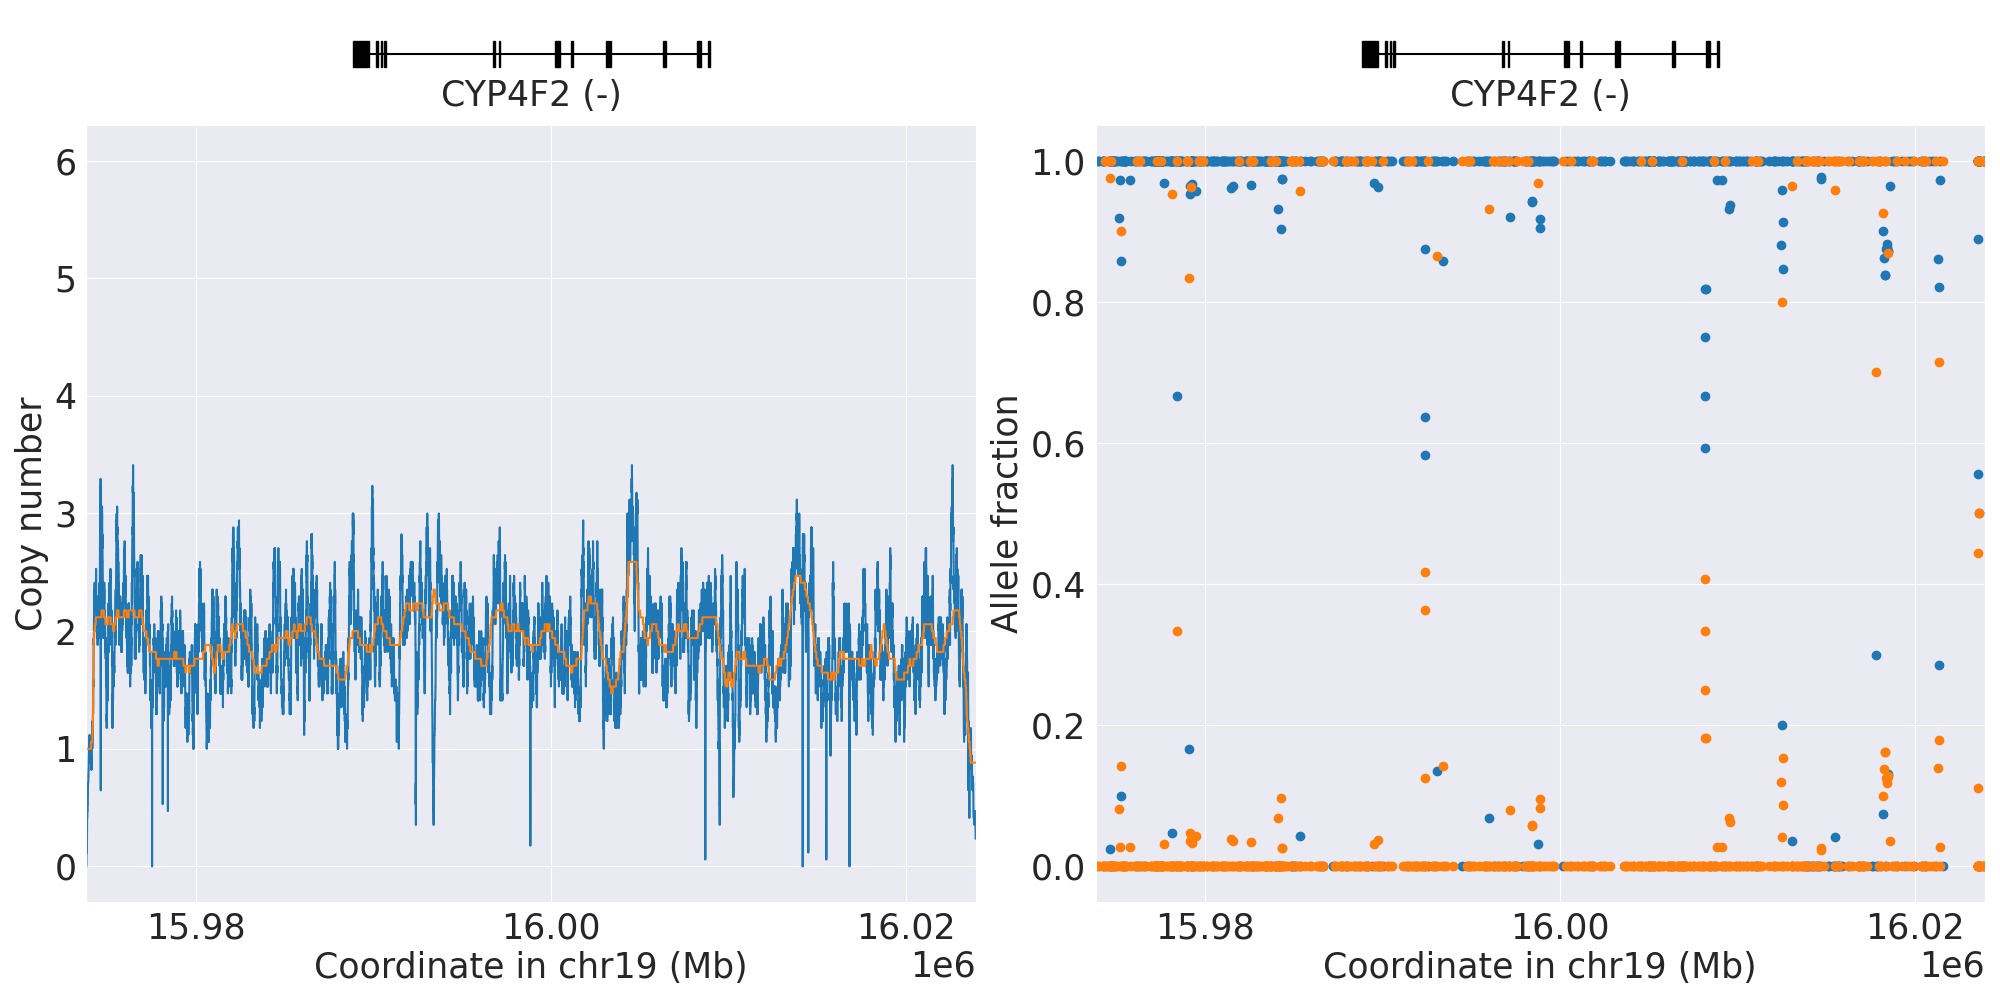 CYP4F2 (-)
6
5
4
3
2
1
0
Copy number
15.98
16.00
16.02
Coordinate in chr19 (Mb)
1e6
CYP4F2 (-)
1.0
0.8
0.6
0.4
0.2
0.0
Allele fraction
15.98
16.00
16.02
Coordinate in chr19 (Mb)
1e6